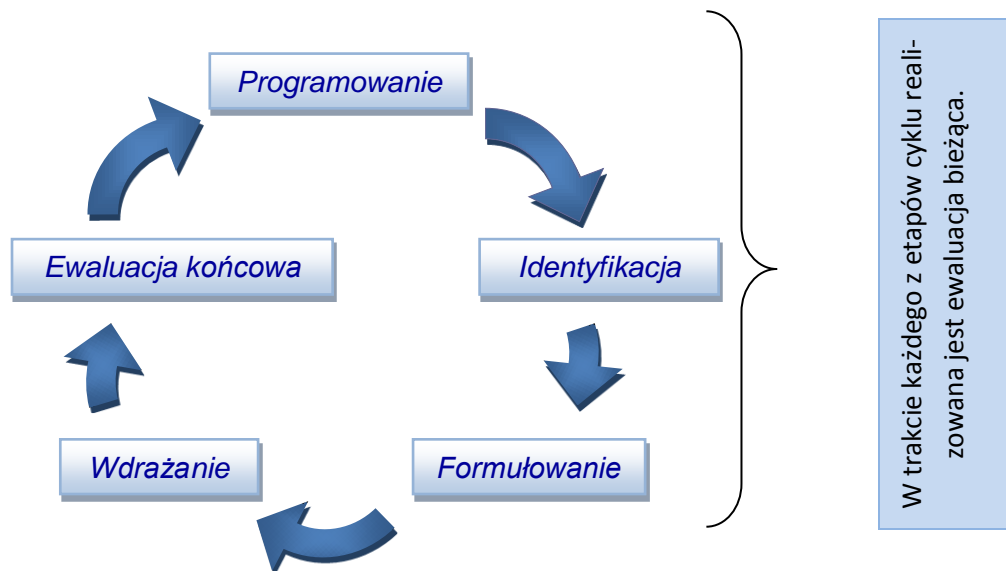 Programowanie
Ewaluacja końcowa
Identyfikacja
Wdrażanie
Formułowanie
W trakcie każdego z etapów cyklu reali-
zowana jest ewaluacja bieżąca.